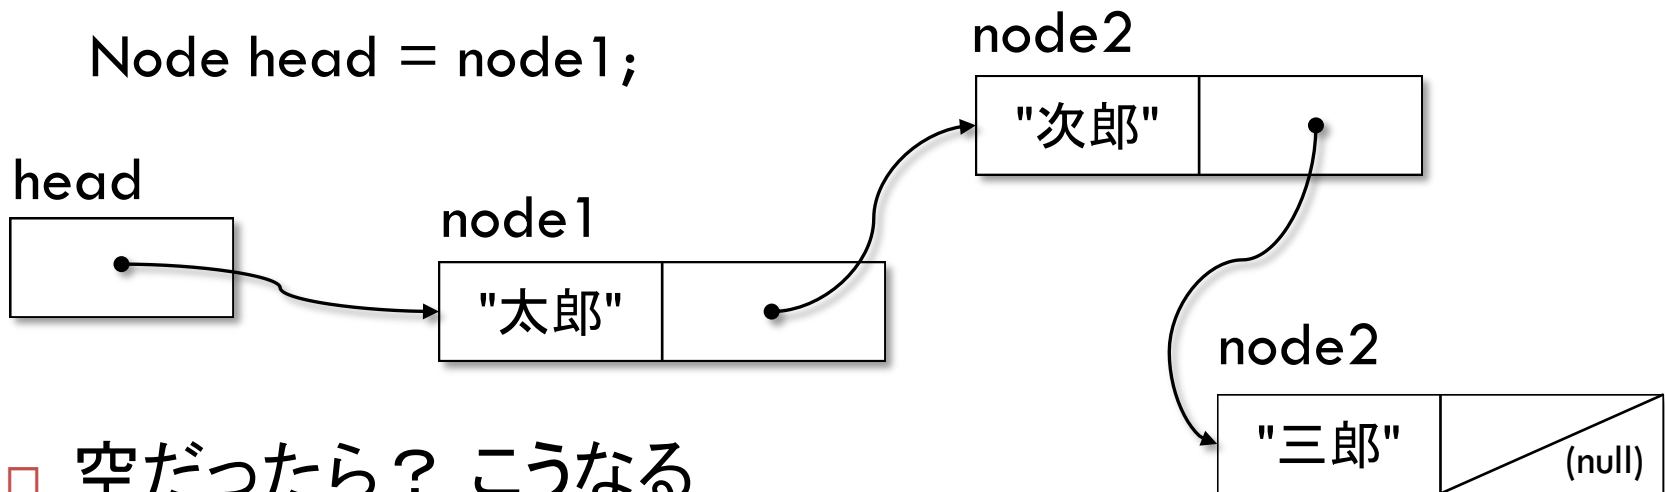 Node head = node1;
node2
"次郎"
head
node1
"太郎"
node2
"三郎"
(null)
空だったら？ こうなる